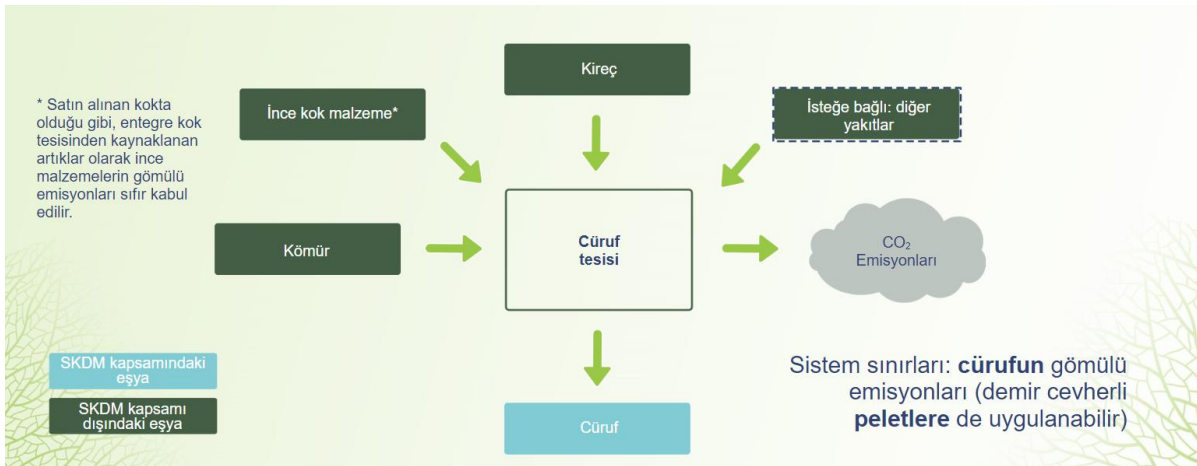 Kireç
* Satın alınan kokta
olduğu gibi, entegre kok
tesisinden kaynaklanan
artıklar olarak ince
malzemelerin gömülü
emisyonları sıfır kabul
edilir.
İnce kok malzeme*
İsteğe bağlı: diğer
yakıtlar
Kömür
Cüruf
tesisi
CO₂
Emisyonları
SKDM kapsamındaki
eşya
SKDM kapsamı
dışındaki eşya
Cüruf
Sistem sınırları: cürufun gömülü
emisyonları (demir cevherli
peletlere de uygulanabilir)